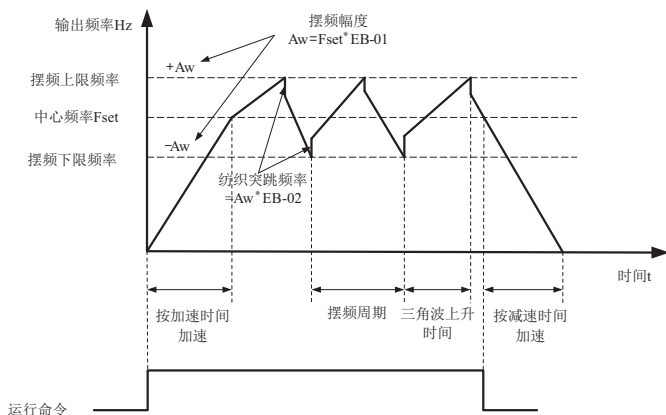 输出频率Hz
摆频幅度
Aw=Fset*EB-01
+Aw
摆频上限频率
中心频率Fset
−Aw
摆频下限频率
纺织突跳频率
=Aw*EB-02
时间t
按加速时间
加速
摆频周期
三角波上升
时间
按减速时间
加速
运行命令